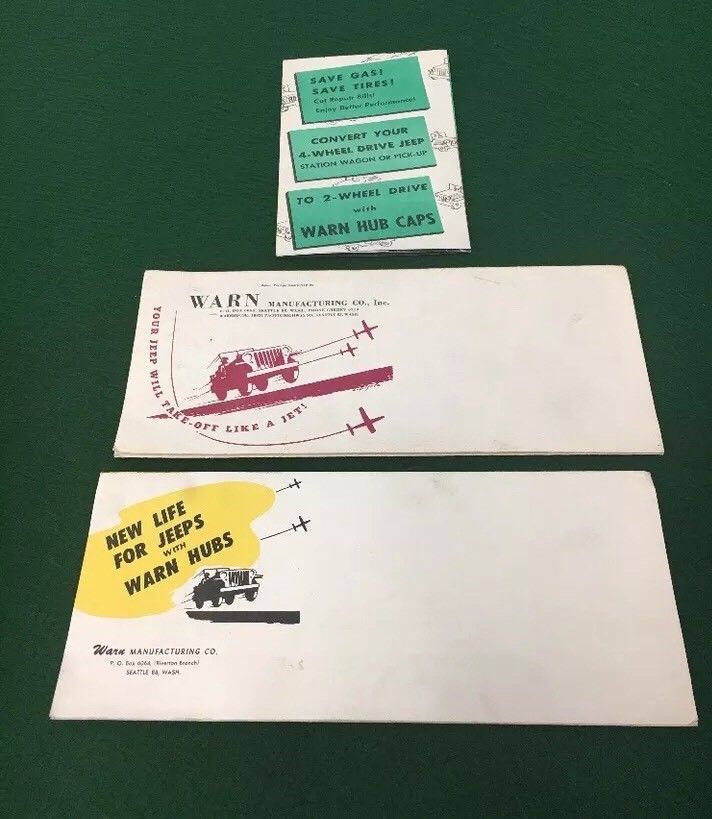 SAVE GAS!
SAVE TIRES!
Cut Repair Bills!
Enjoy Better Performance!
CONVERT YOUR
4-WHEEL DRIVE JEEP
STATION WAGON OR PICK-UP
TO 2-WHEEL DRIVE
with
WARN HUB CAPS
WARN MANUFACTURING CO., Inc.
YOUR JEEP WILL TAKE-OFF LIKE A JET!
NEW LIFE
FOR JEEPS
WITH
WARN HUBS
Warn MANUFACTURING CO.
P. O. Box 6064, (Riverton Branch)
SEATTLE 88, WASH.